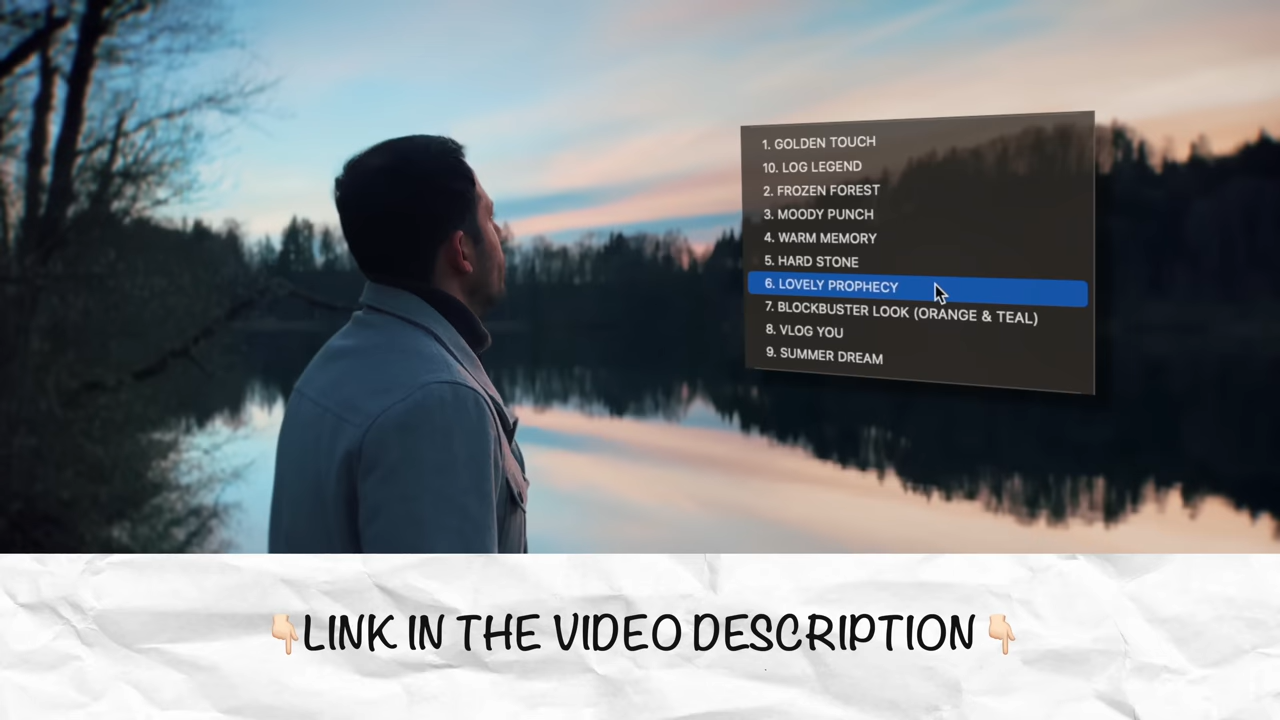 1. GOLDEN TOUCH
10. LOG LEGEND
2. FROZEN FOREST
3. MOODY PUNCH
4. WARM MEMORY
5. HARD STONE
6. LOVELY PROPHECY
7. BLOCKBUSTER LOOK (ORANGE & TEAL)
8. VLOG YOU
9. SUMMER DREAM
👇🏻LINK IN THE VIDEO DESCRIPTION👇🏻